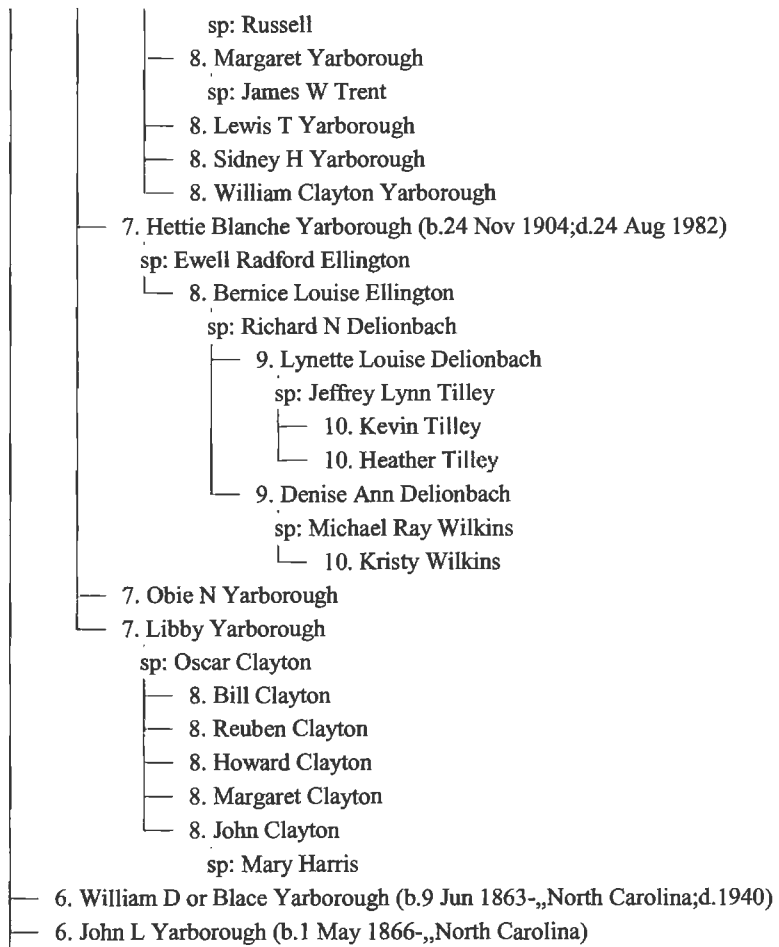 sp: Russell
8. Margaret Yarborough
sp: James W Trent
8. Lewis T Yarborough
8. Sidney H Yarborough
8. William Clayton Yarborough
7. Hettie Blanche Yarborough (b.24 Nov 1904;d.24 Aug 1982)
sp: Ewell Radford Ellington
8. Bernice Louise Ellington
sp: Richard N Delionbach
9. Lynette Louise Delionbach
sp: Jeffrey Lynn Tilley
10. Kevin Tilley
10. Heather Tilley
9. Denise Ann Delionbach
sp: Michael Ray Wilkins
10. Kristy Wilkins
7. Obie N Yarborough
7. Libby Yarborough
sp: Oscar Clayton
8. Bill Clayton
8. Reuben Clayton
8. Howard Clayton
8. Margaret Clayton
8. John Clayton
sp: Mary Harris
6. William D or Blace Yarborough (b.9 Jun 1863-,,North Carolina;d.1940)
6. John L Yarborough (b.1 May 1866-,,North Carolina)